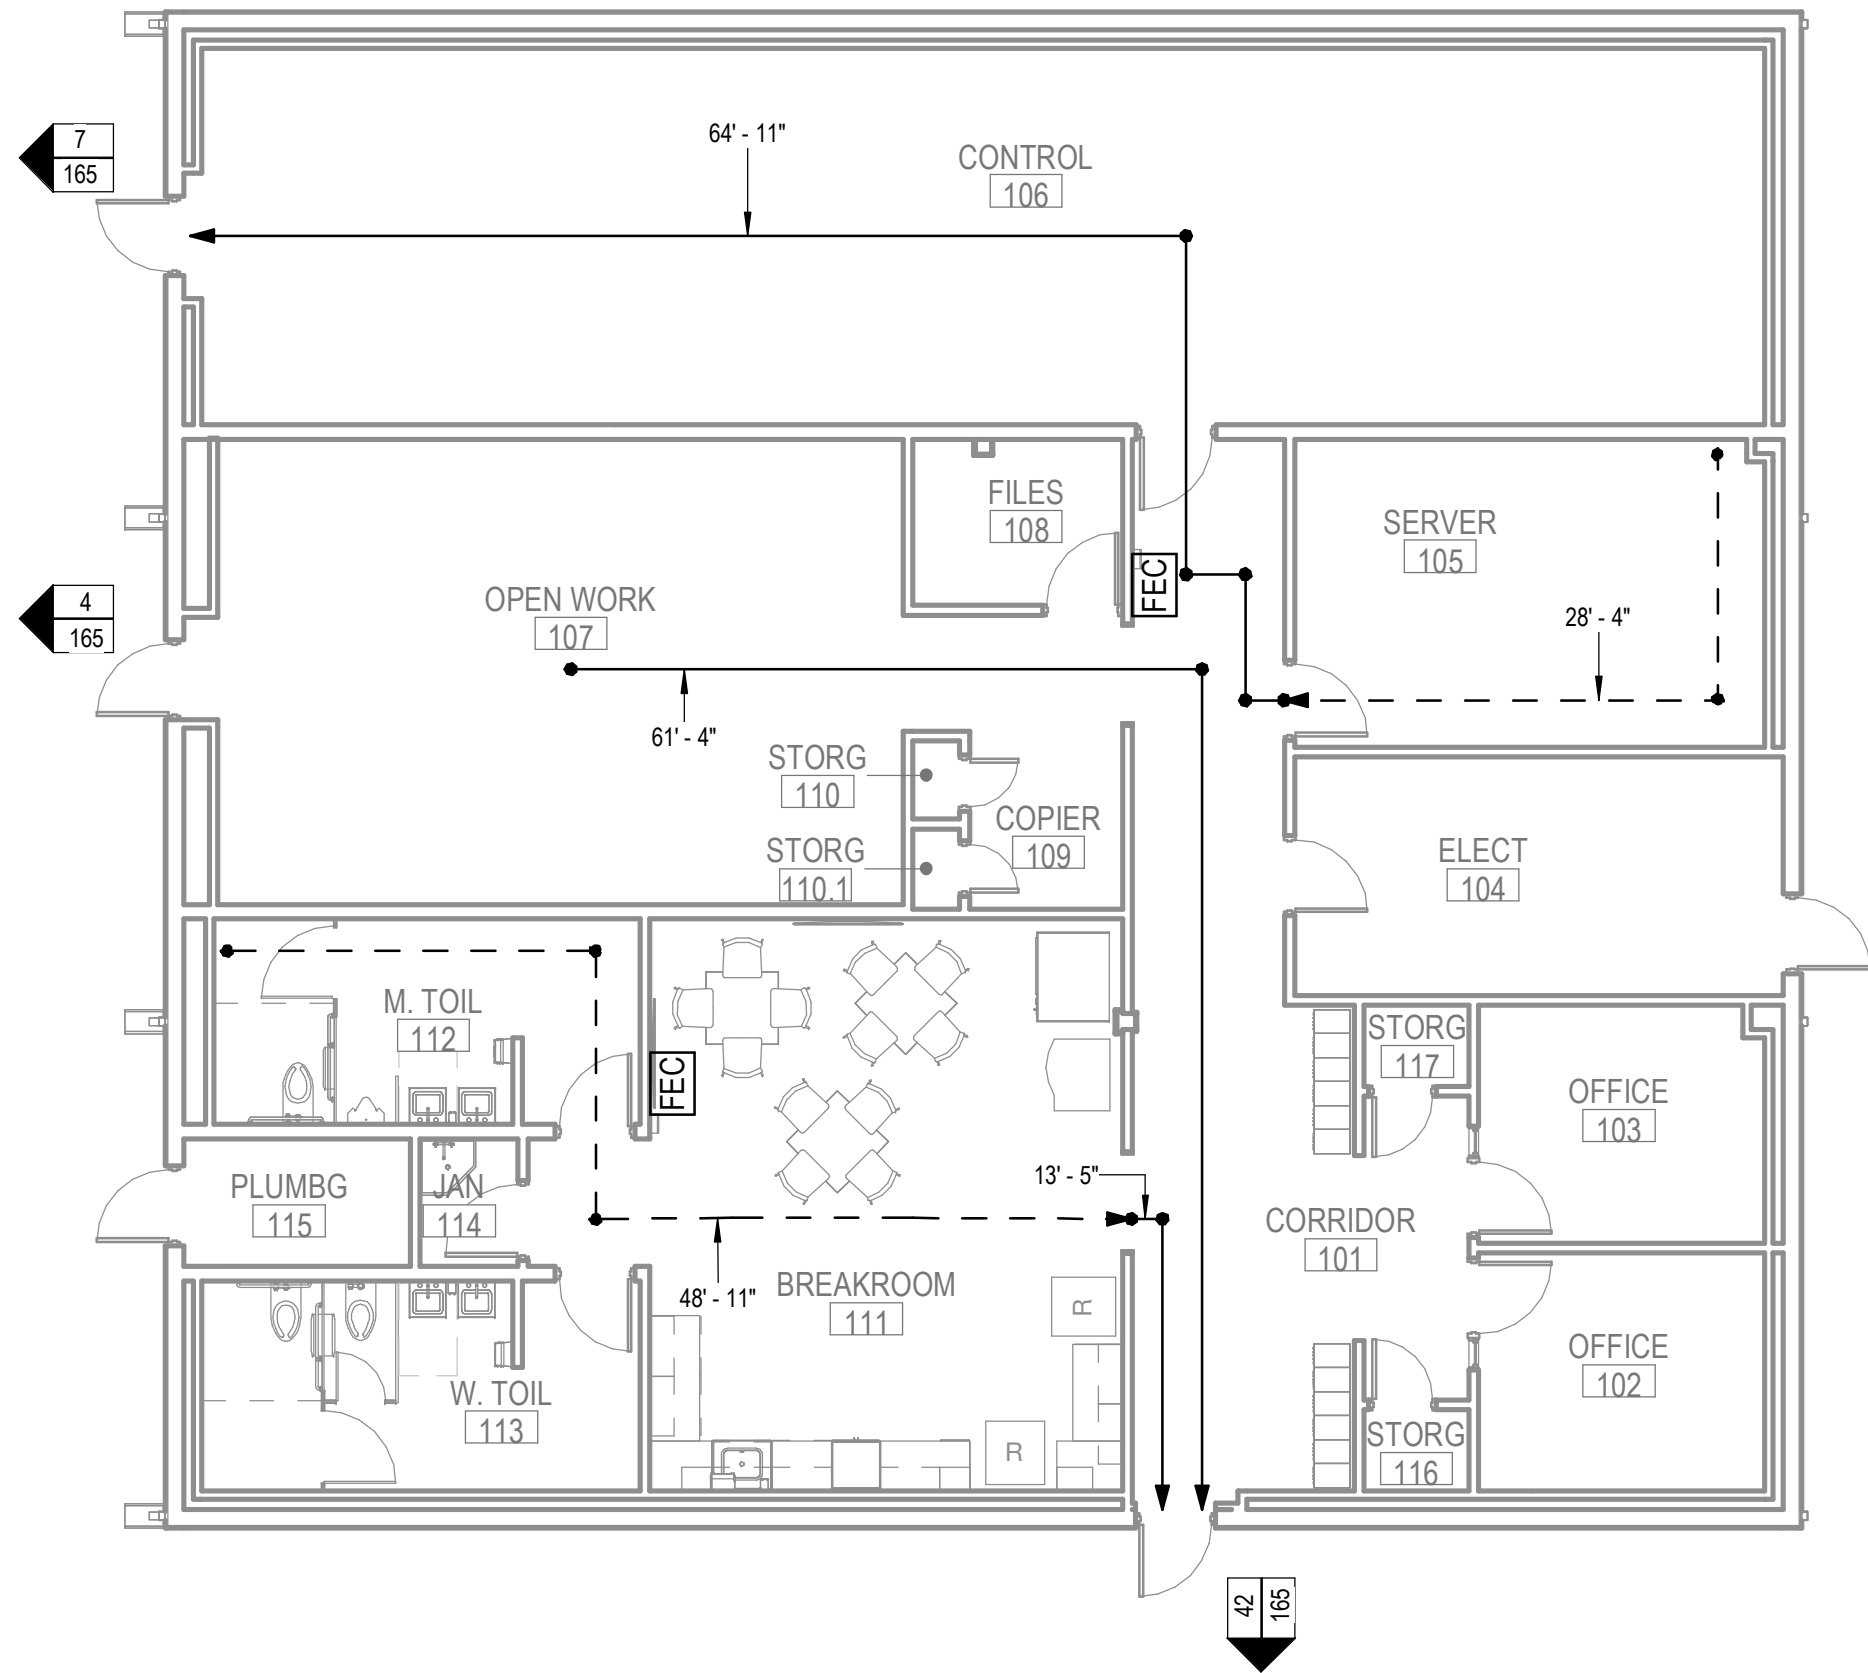 7
165
64' - 11"
CONTROL
106
FILES
108
SERVER
105
FEC
4
165
OPEN WORK
107
28' - 4"
61' - 4"
STORG
110
COPIER
109
STORG
110.1
ELECT
104
M. TOIL
112
STORG
117
FEC
OFFICE
103
PLUMBG
115
JAN
114
13' - 5"
CORRIDOR
101
48' - 11"
BREAKROOM
111
R
OFFICE
102
W. TOIL
113
R
STORG
116
42
165